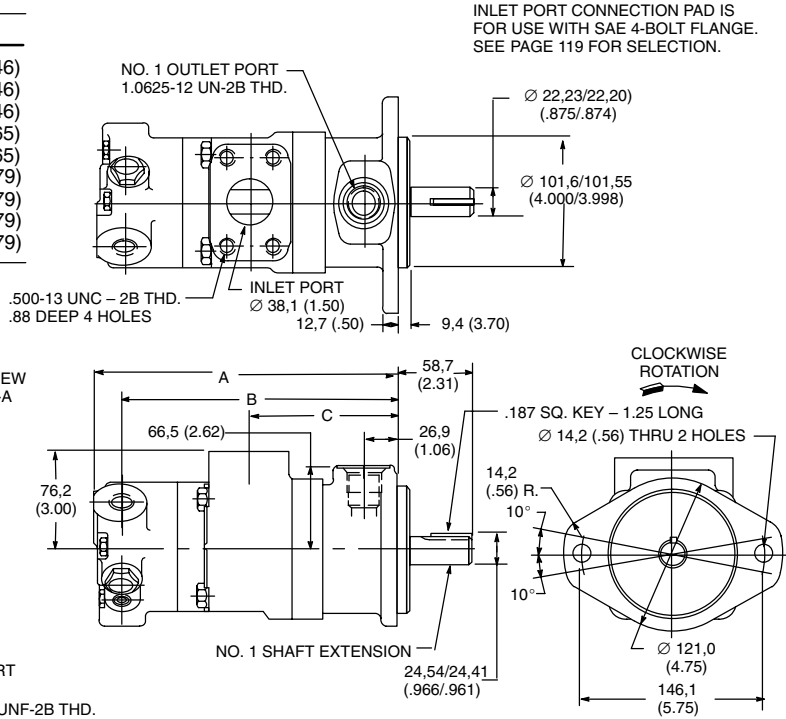 INLET PORT CONNECTION PAD IS
FOR USE WITH SAE 4-BOLT FLANGE.
SEE PAGE 119 FOR SELECTION.
46)
46)
46)
65)
65)
79)
79)
79)
79)
NO. 1 OUTLET PORT
1.0625-12 UN-2B THD.
∅ 22,23/22,20)
(.875/.874)
∅ 101,6/101,55
(4.000/3.998)
.500-13 UNC – 2B THD.
.88 DEEP 4 HOLES
INLET PORT
∅ 38,1 (1.50)
12,7 (.50)
9,4 (3.70)
EW
-A
A
B
C
58,7
(2.31)
CLOCKWISE
ROTATION
66,5 (2.62)
26,9
(1.06)
.187 SQ. KEY – 1.25 LONG
∅ 14,2 (.56) THRU 2 HOLES
76,2
(3.00)
14,2
(.56) R.
10°
10°
NO. 1 SHAFT EXTENSION
24,54/24,41
(.966/.961)
∅ 121,0
(4.75)
146,1
(5.75)
RT
UNF-2B THD.